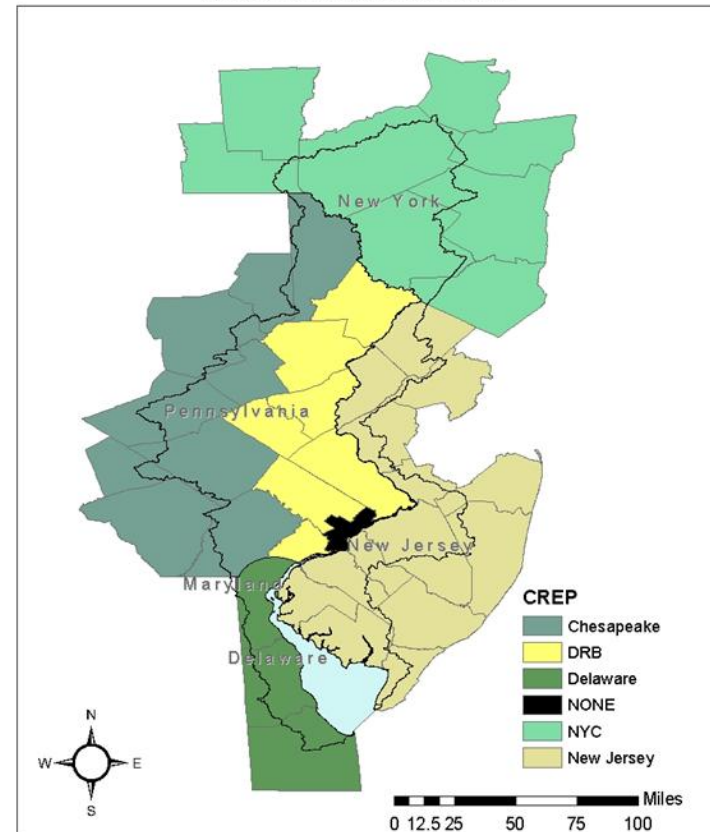 New York
Pennsylvania
New Jersey
Maryland
Delaware
CREP
Chesapeake
DRB
Delaware
NONE
NYC
New Jersey
N
W E
S
Miles
0 12.5 25 50 75 100